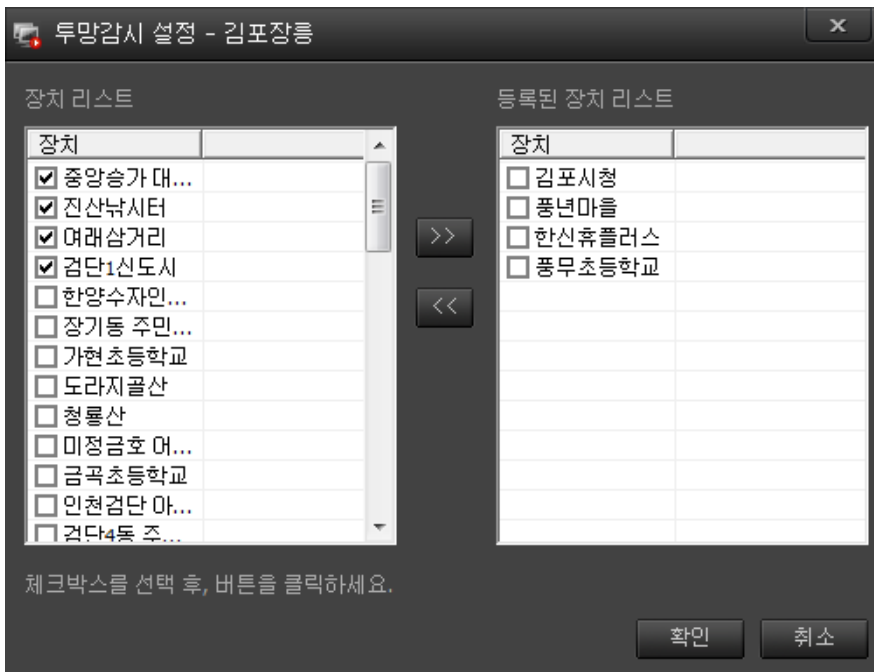 투망감시 설정 - 김포장릉
장치 리스트
장치
중앙승가 대...
진산낚시터
여래삼거리
검단1신도시
한양수자인...
장기동 주민...
가현초등학교
도라지골산
청룡산
미정금호 어...
금곡초등학교
인천검단 아...
검단4동 주...
>>
<<
등록된 장치 리스트
장치
김포시청
풍년마을
한신휴플러스
풍무초등학교
체크박스를 선택 후, 버튼을 클릭하세요.
확인
취소